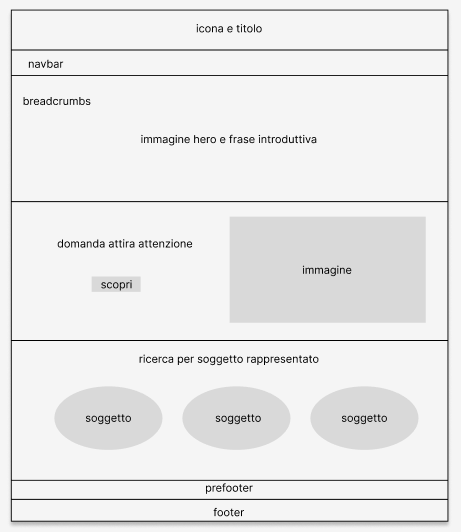 icona e titolo
navbar
breadcrumbs
immagine hero e frase introduttiva
domanda attira attenzione
scopri
immagine
ricerca per soggetto rappresentato
soggetto
soggetto
soggetto
prefooter
footer